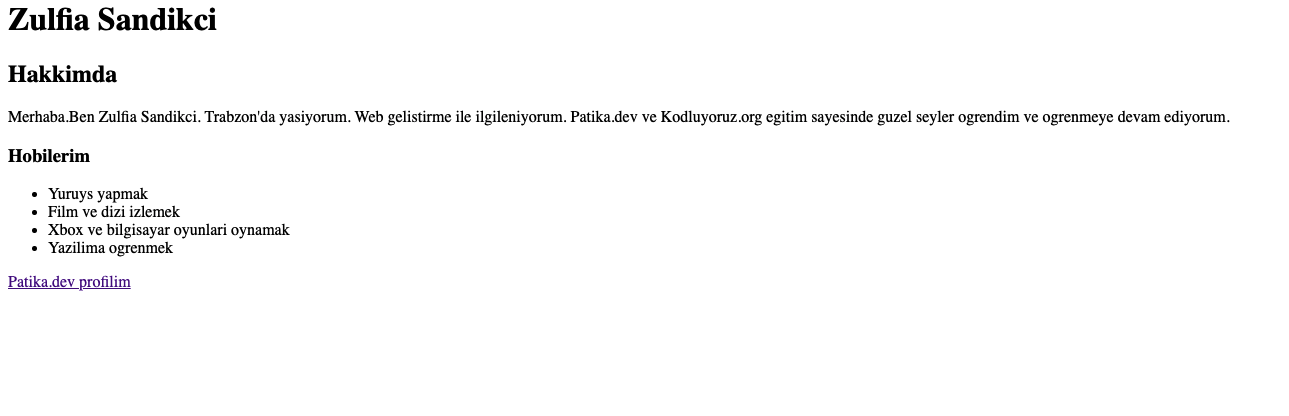 Zulfia Sandikci
Hakkimda
Merhaba.Ben Zulfia Sandikci. Trabzon'da yasiyorum. Web gelistirme ile ilgileniyorum. Patika.dev ve Kodluyoruz.org egitim sayesinde guzel seyler ogrendim ve ogrenmeye devam ediyorum.
Hobilerim
Yuruys yapmak
Film ve dizi izlemek
Xbox ve bilgisayar oyunlari oynamak
Yazilima ogrenmek
Patika.dev profilim